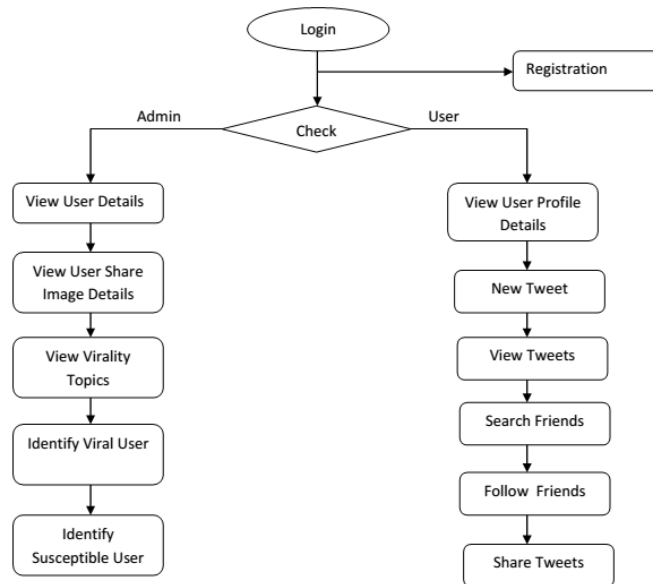 Login
Registration
Admin
Check
User
View User Details
View User Share
Image Details
View Virality
Topics
Identify Viral User
Identify
Susceptible User
View User Profile
Details
New Tweet
View Tweets
Search Friends
Follow Friends
Share Tweets